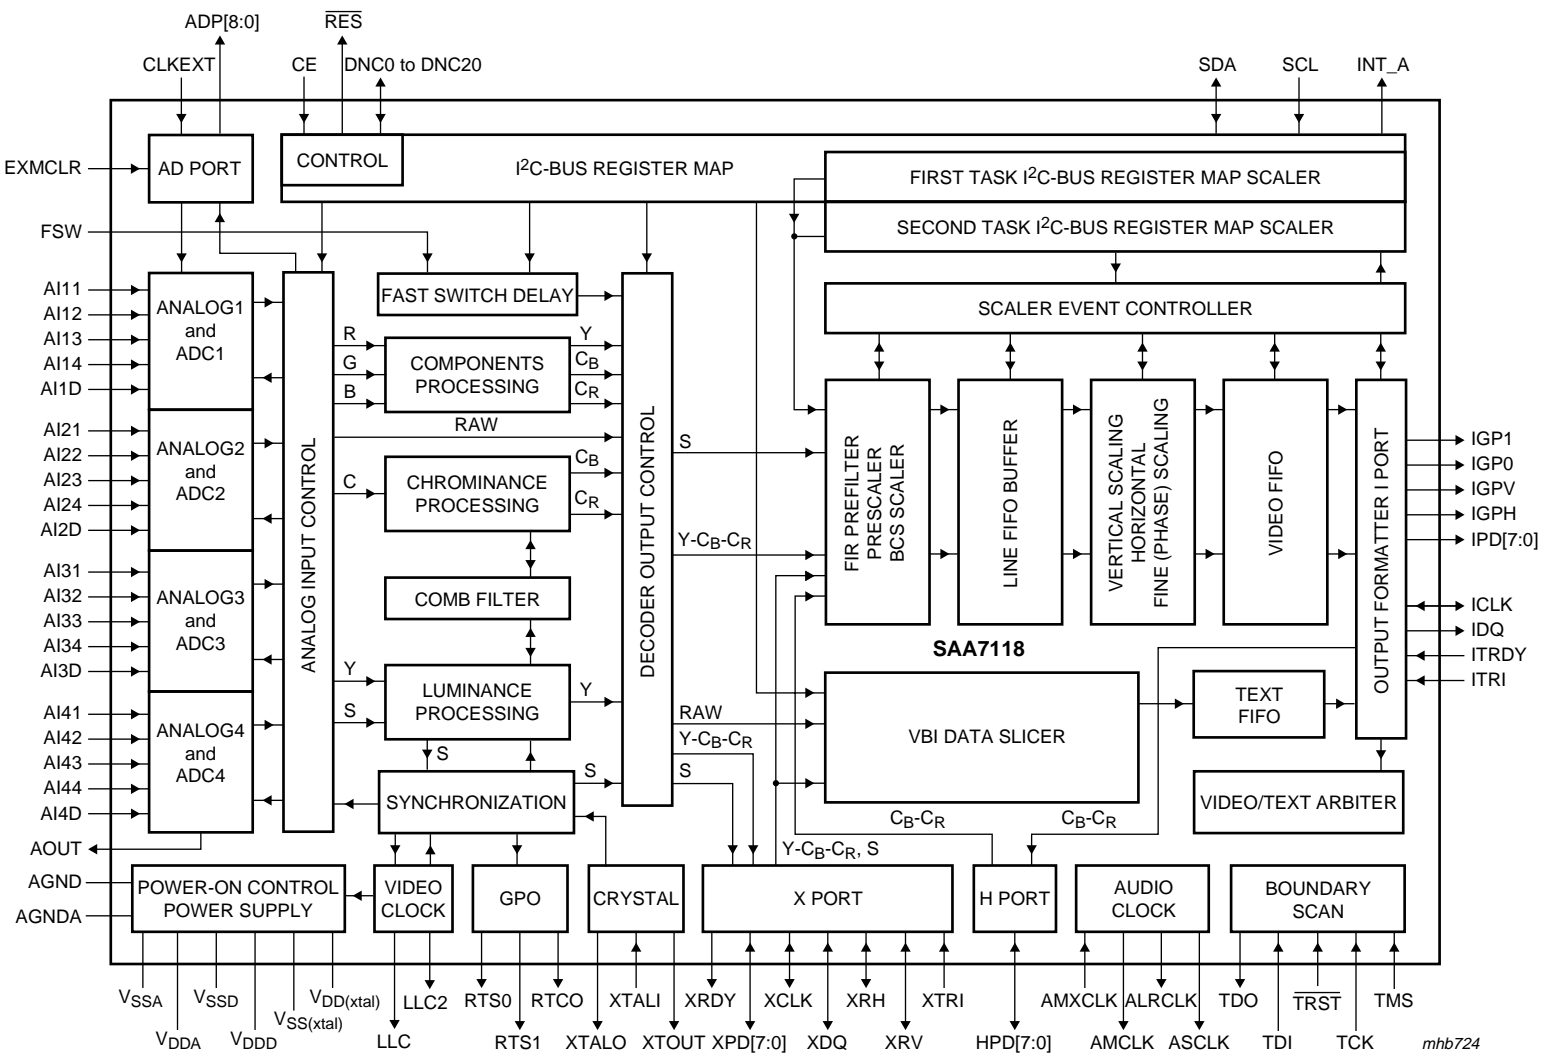 ADP[8:0]
RES
CLKEXT
CE
DNC0 to DNC20
SDA
SCL
INT_A
EXMCLR
AD PORT
CONTROL
I2C-BUS REGISTER MAP
FIRST TASK I2C-BUS REGISTER MAP SCALER
SECOND TASK I2C-BUS REGISTER MAP SCALER
FSW
FAST SWITCH DELAY
SCALER EVENT CONTROLLER
AI11
AI12
AI13
AI14
AI1D
ANALOG1
and
ADC1
AI21
AI22
AI23
AI24
AI2D
ANALOG2
and
ADC2
AI31
AI32
AI33
AI34
AI3D
ANALOG3
and
ADC3
AI41
AI42
AI43
AI44
AI4D
ANALOG4
and
ADC4
AOUT
AGND
AGNDA
ANALOG INPUT CONTROL
R
G
B
COMPONENTS
PROCESSING
Y
CB
CR
RAW
C
CHROMINANCE
PROCESSING
CB
CR
COMB FILTER
Y
S
LUMINANCE
PROCESSING
Y
S
SYNCHRONIZATION
S
DECODER OUTPUT CONTROL
S
Y-CB-CR
RAW
Y-CB-CR
S
FIR PREFILTER
PRESCALER
BCS SCALER
LINE FIFO BUFFER
VERTICAL SCALING
HORIZONTAL
FINE (PHASE) SCALING
VIDEO FIFO
OUTPUT FORMATTER I PORT
IGP1
IGP0
IGPV
IGPH
IPD[7:0]
ICLK
IDQ
ITRDY
ITRI
SAA7118
VBI DATA SLICER
TEXT
FIFO
VIDEO/TEXT ARBITER
CB-CR
CB-CR
Y-CB-CR, S
POWER-ON CONTROL
POWER SUPPLY
VIDEO
CLOCK
GPO
CRYSTAL
X PORT
H PORT
AUDIO
CLOCK
BOUNDARY
SCAN
VSSA
VSSD
VDD(xtal)
LLC2
RTS0
RTCO
XTALI
XRDY
XCLK
XRH
XTRI
AMXCLK
ALRCLK
TDO
TRST
TMS
VDDA
VDDD
VSS(xtal)
LLC
RTS1
XTALO
XTOUT
XPD[7:0]
XDQ
XRV
HPD[7:0]
AMCLK
ASCLK
TDI
TCK
mhb724